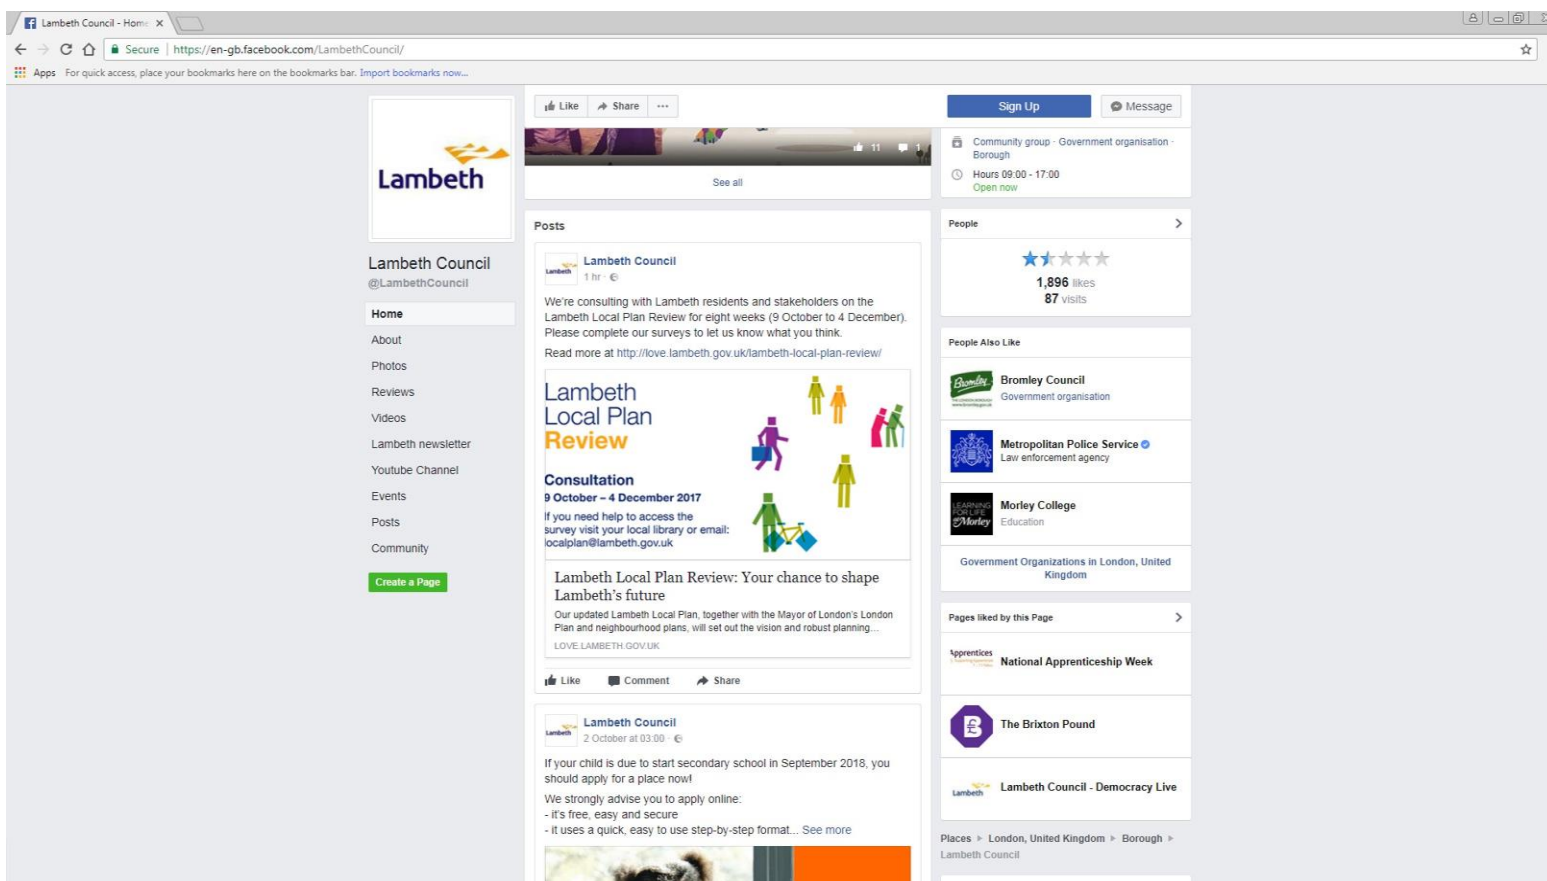 Lambeth Council - Home
Secure | https://en-gb.facebook.com/LambethCouncil/
Apps For quick access, place your bookmarks here on the bookmarks bar. Import bookmarks now...
Lambeth
Lambeth Council
@LambethCouncil
Home
About
Photos
Reviews
Videos
Lambeth newsletter
Youtube Channel
Events
Posts
Community
Create a Page
Like Share ...
11 1
See all
Posts
Lambeth
Lambeth Council
1 hr ·
We're consulting with Lambeth residents and stakeholders on the
Lambeth Local Plan Review for eight weeks (9 October to 4 December).
Please complete our surveys to let us know what you think.
Read more at http://love.lambeth.gov.uk/lambeth-local-plan-review/
Lambeth
Local Plan
Review
Consultation
9 October – 4 December 2017
If you need help to access the
survey visit your local library or email:
localplan@lambeth.gov.uk
Lambeth Local Plan Review: Your chance to shape
Lambeth's future
Our updated Lambeth Local Plan, together with the Mayor of London's London
Plan and neighbourhood plans, will set out the vision and robust planning...
LOVE.LAMBETH.GOV.UK
Like Comment Share
Lambeth
Lambeth Council
2 October at 03:00 ·
If your child is due to start secondary school in September 2018, you
should apply for a place now!
We strongly advise you to apply online:
- it's free, easy and secure
- it uses a quick, easy to use step-by-step format... See more
Sign Up Message
Community group · Government organisation ·
Borough
Hours 09:00 - 17:00
Open now
People
1,896 likes
87 visits
People Also Like
Bromley
Bromley Council
Government organisation
Metropolitan Police Service
Law enforcement agency
LEARNING
FOR LIFE
@Morley
Morley College
Education
Government Organizations in London, United
Kingdom
Pages liked by this Page
Apprentices
National Apprenticeship Week
The Brixton Pound
Lambeth
Lambeth Council - Democracy Live
Places London, United Kingdom Borough
Lambeth Council